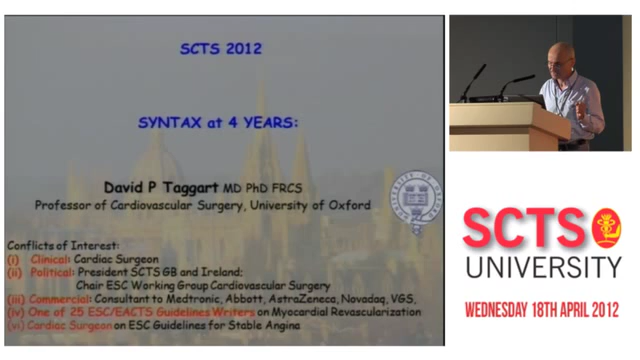 SCTS 2012
SYNTAX at 4 YEARS:
David P Taggart MD PhD FRCS
Professor of Cardiovascular Surgery, University of Oxford
Conflicts of Interest:
(i) Clinical: Cardiac Surgeon
(ii) Political: President SCTS GB and Ireland;
Chair ESC Working Group Cardiovascular Surgery
(iii) Commercial: Consultant to Medtronic, Abbott, AstraZeneca, Novadaq, VGS,
(iv) One of 25 ESC/EACTS Guidelines Writers on Myocardial Revascularization
(vi) Cardiac Surgeon on ESC Guidelines for Stable Angina
SCTS
UNIVERSITY
WEDNESDAY 18TH APRIL 2012